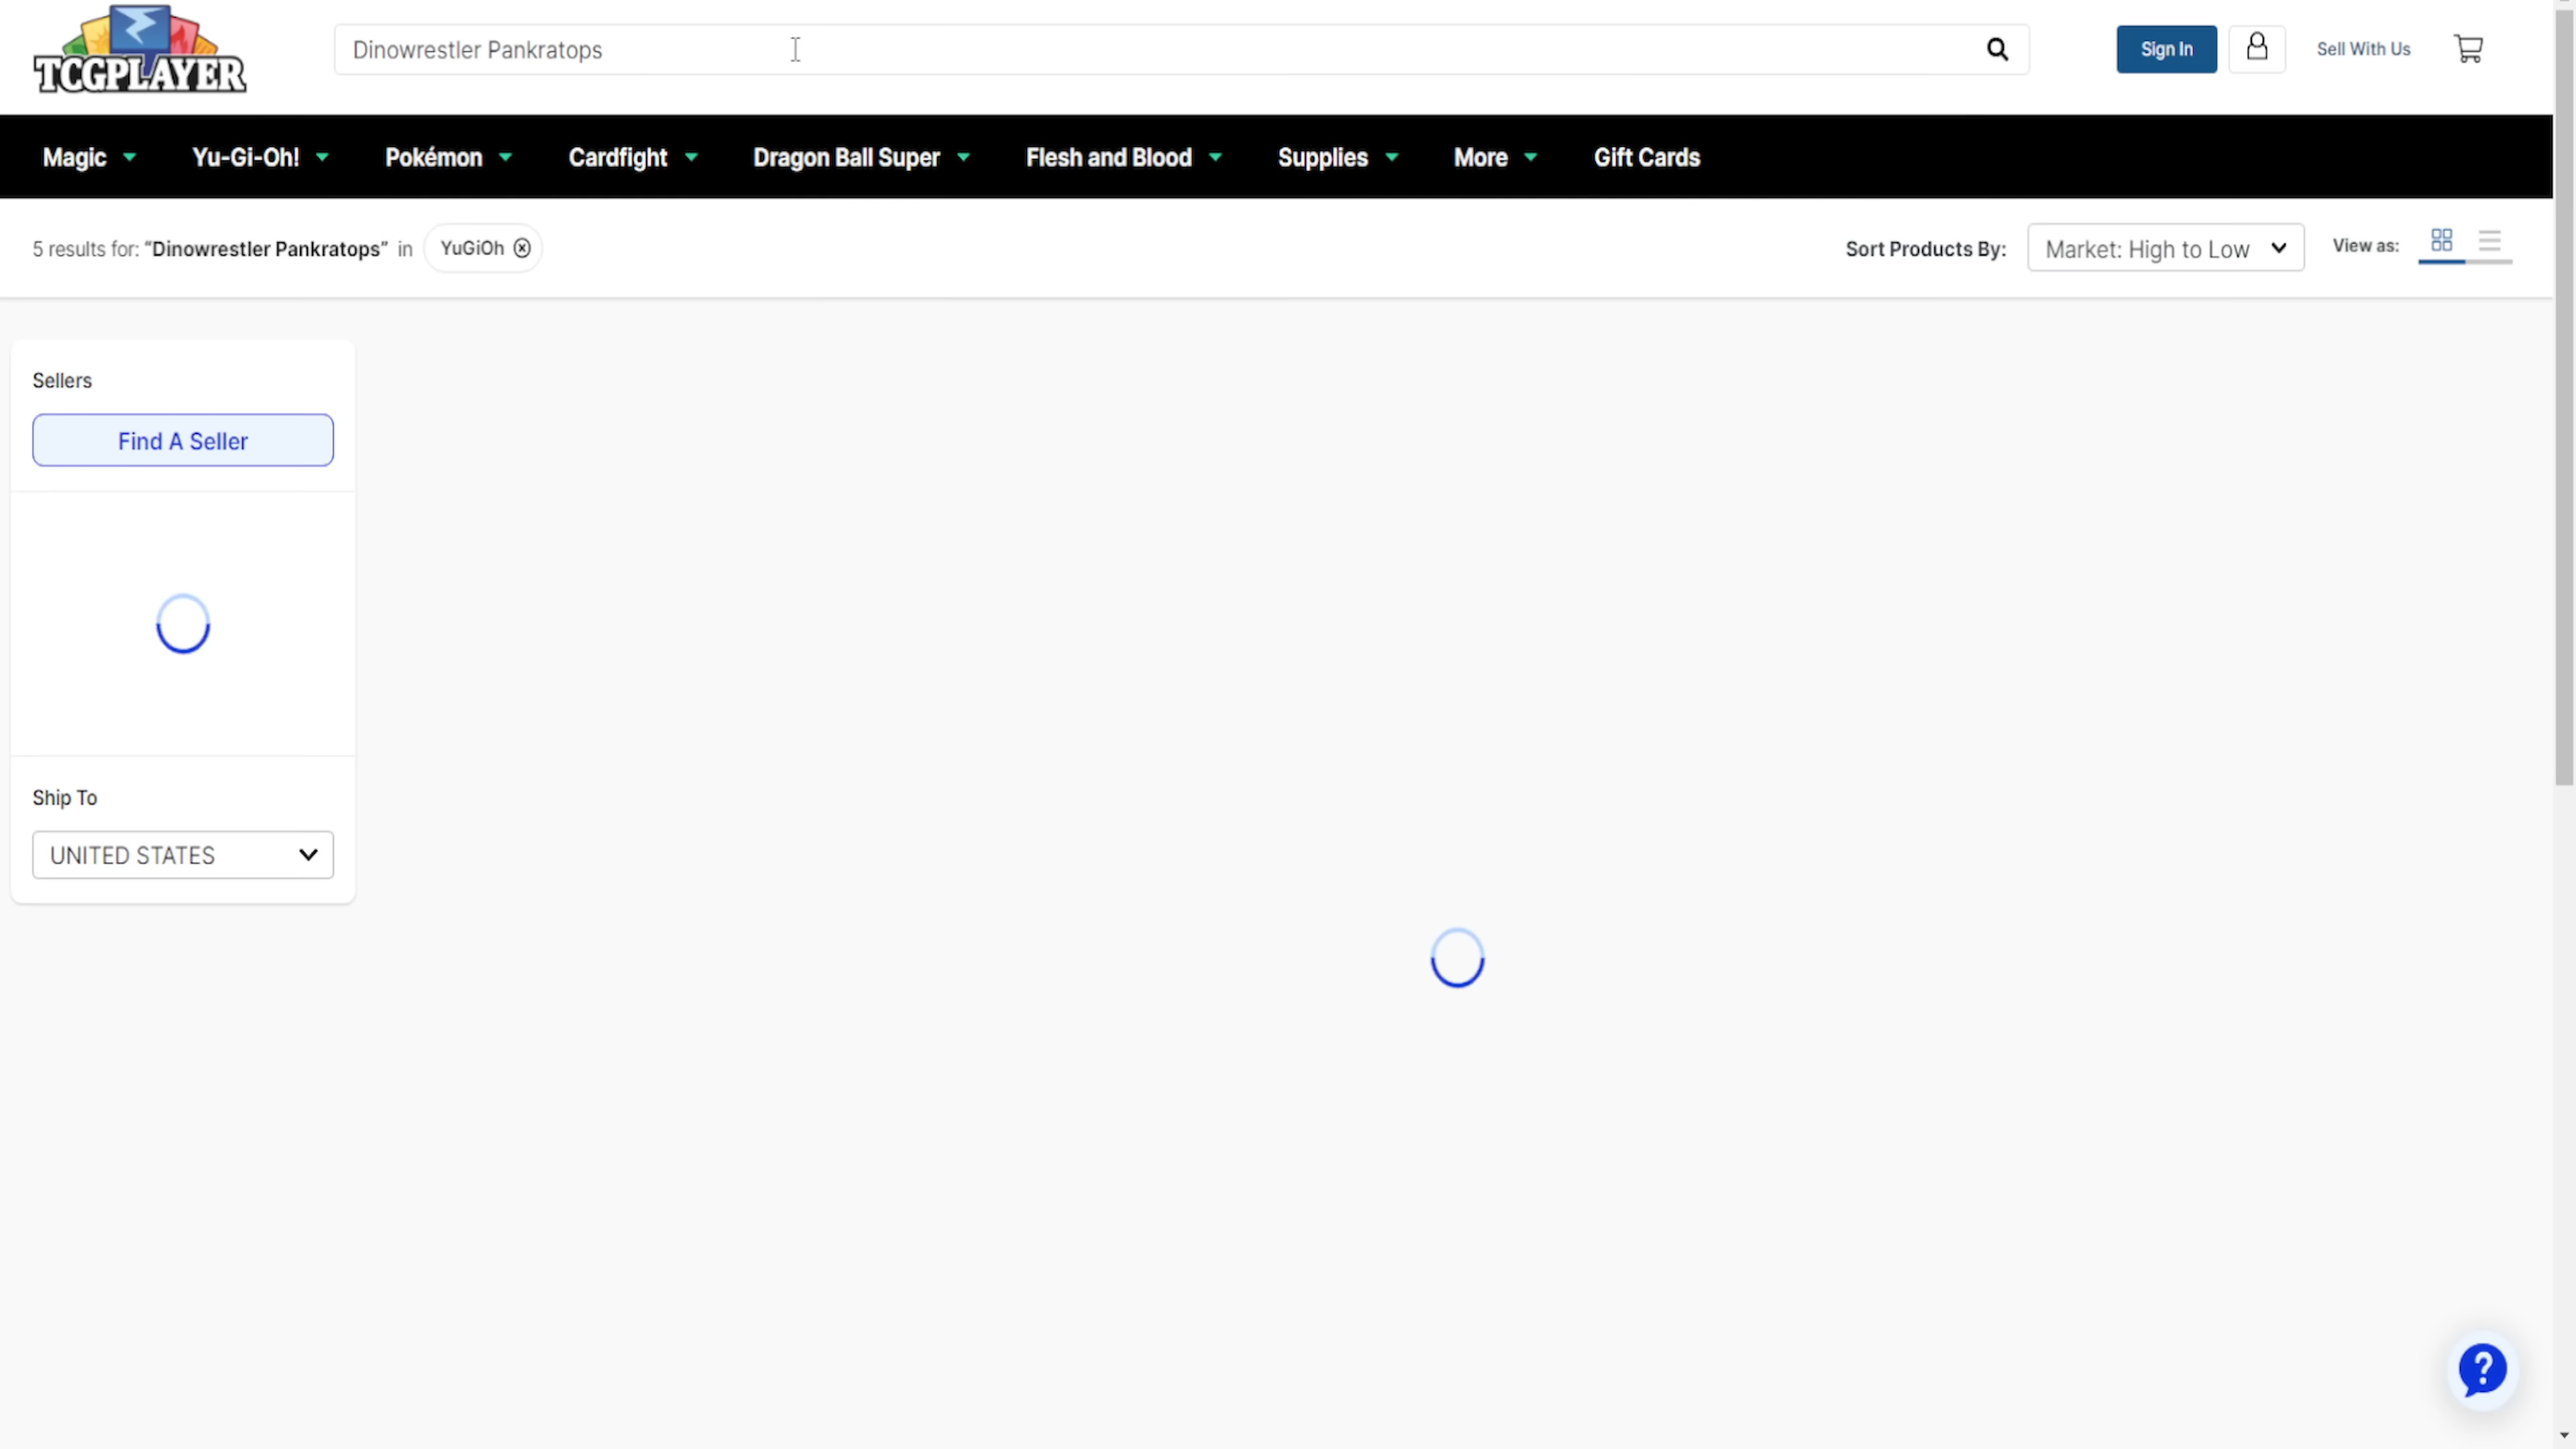 TCGPLAYER
Dinowrestler Pankratops
Sign In
Sell With Us
Magic
Yu-Gi-Oh!
Pokémon
Cardfight
Dragon Ball Super
Flesh and Blood
Supplies
More
Gift Cards
5 results for: “Dinowrestler Pankratops” in YuGiOh
Sort Products By: Market: High to Low
View as:
Sellers
Find A Seller
Ship To
UNITED STATES
?